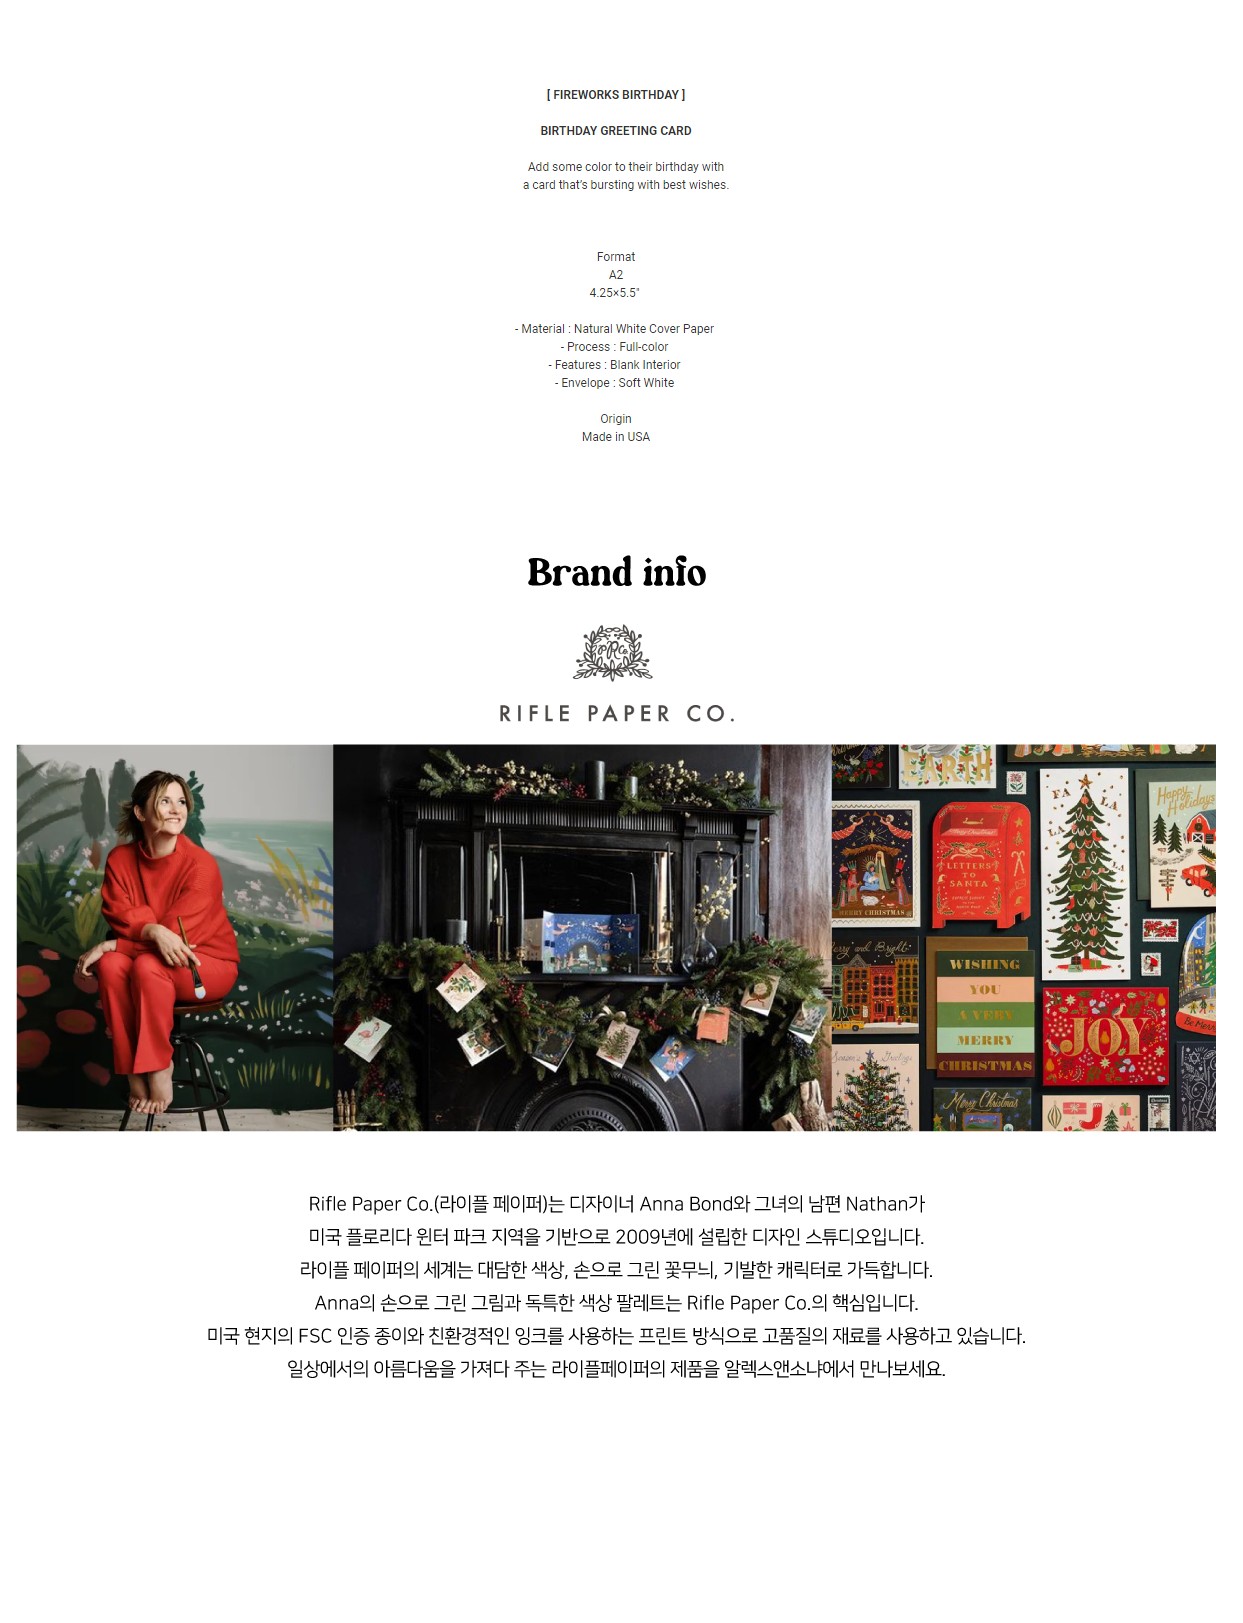 [ FIREWORKS BIRTHDAY ]
BIRTHDAY GREETING CARD
Add some color to their birthday with
a card that's bursting with best wishes.
Format
A2
4.25×5.5"
- Material : Natural White Cover Paper
- Process : Full-color
- Features : Blank Interior
- Envelope : Soft White
Origin
Made in USA
Brand info
RPCo.
RIFLE PAPER CO.
EARTH
MERRY CHRISTMAS
LETTERS
TO
SANTA
FA LA
LA
Happy
Holidays
Merry and Bright
WISHING
YOU
A VERY
MERRY
CHRISTMAS
JOY
Be Merry
Season's Greetings
Merry Christmas
Rifle Paper Co.(라이플 페이퍼)는 디자이너 Anna Bond와 그녀의 남편 Nathan가
미국 플로리다 윈터 파크 지역을 기반으로 2009년에 설립한 디자인 스튜디오입니다.
라이플 페이퍼의 세계는 대담한 색상, 손으로 그린 꽃무늬, 기발한 캐릭터로 가득합니다.
Anna의 손으로 그린 그림과 독특한 색상 팔레트는 Rifle Paper Co.의 핵심입니다.
미국 현지의 FSC 인증 종이와 친환경적인 잉크를 사용하는 프린트 방식으로 고품질의 재료를 사용하고 있습니다.
일상에서의 아름다움을 가져다 주는 라이플페이퍼의 제품을 알렉스앤소냐에서 만나보세요.